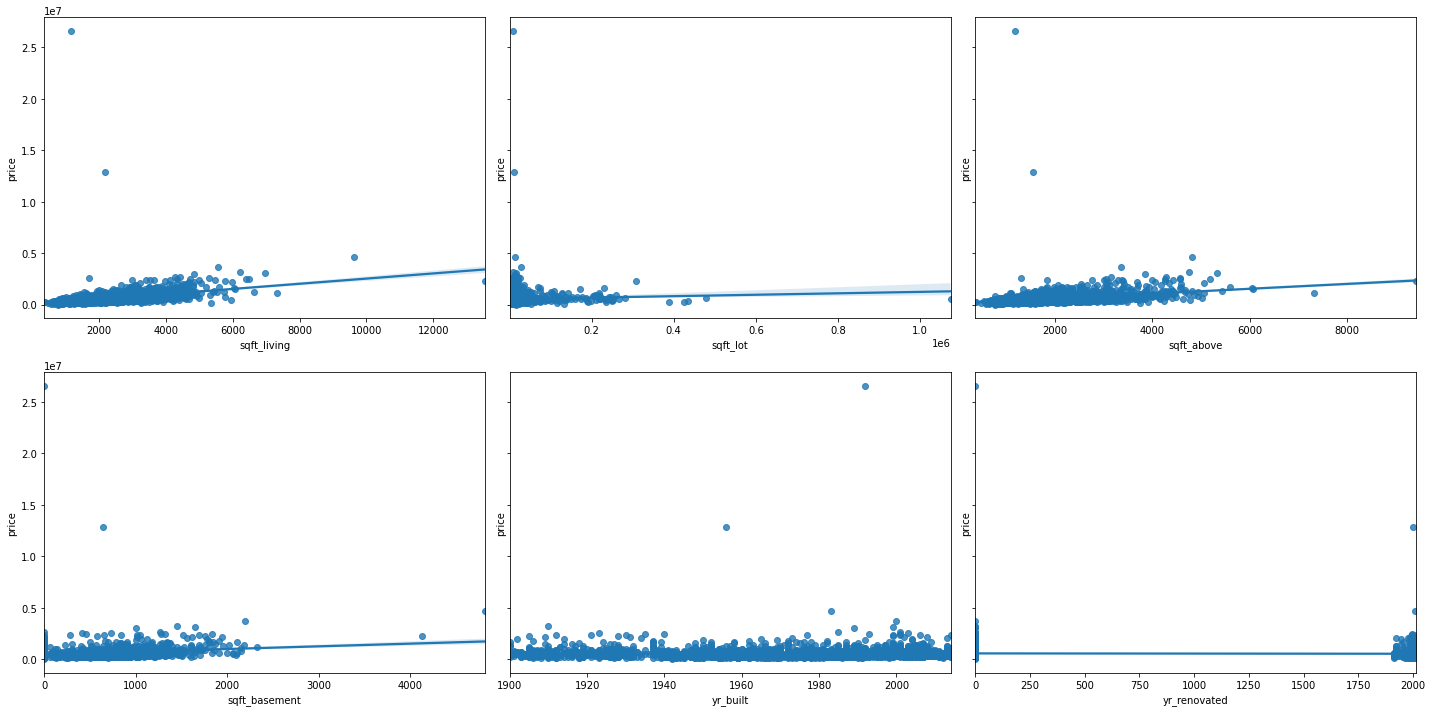 1e7
2.5
2.0
1.5
1.0
0.5
0.0
price
2000 4000 6000 8000 10000 12000
sqft_living
price
0.2 0.4 0.6 0.8 1.0
1e6
sqft_lot
price
2000 4000 6000 8000
sqft_above
1e7
2.5
2.0
1.5
1.0
0.5
0.0
price
0 1000 2000 3000 4000
sqft_basement
price
1900 1920 1940 1960 1980 2000
yr_built
price
0 250 500 750 1000 1250 1500 1750 2000
yr_renovated